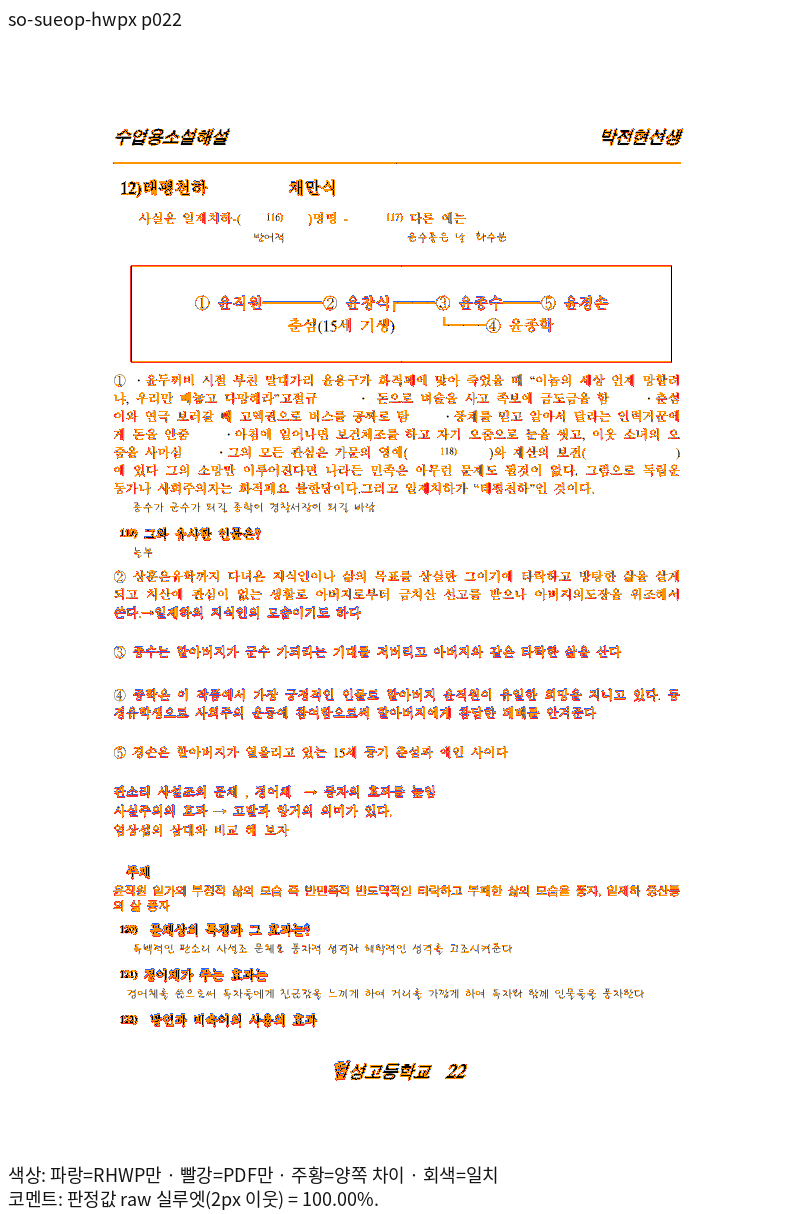 so-sueop-hwpx p022
수업용소설해설 박전현선생
12)태평천하 채만식
사실은 일제치하-( 116) )명명 - 117) 다른 예는
반어적 운수좋은 날 화수분
① 윤직원 ② 윤창식 ③ 윤종수 ⑤ 윤경손
춘심(15세 기생) ④ 윤종학
① ·윤두꺼비 시절 부친 말대가리 윤용구가 화적패에 맞아 죽었을 때 “이놈의 세상 언제 망할려
나, 우리만 빼놓고 다망해라”고절규 · 돈으로 벼슬을 사고 족보에 금도금을 함 ·춘심
이와 연극 보러갈 때 고액권으로 버스를 공짜로 탐 ·풍채를 믿고 알아서 달라는 인력거꾼에
게 돈을 안줌 ·아침에 일어나면 보건체조를 하고 자기 오줌으로 눈을 씻고, 이웃 소녀의 오
줌을 사마심 ·그의 모든 관심은 가문의 영예( 118) )와 재산의 보전( )
에 있다 그의 소망만 이루어진다면 나라든 민족은 아무런 문제도 될것이 없다. 그럼으로 독립운
동가나 사회주의자는 화적패요 불한당이다.그리고 일제치하가 “태평천하”인 것이다.
종수가 군수가 되길, 종학이 경찰서장이 되길 바람
119) 그와 유사한 인물은?
놀부
② 창훈은유학까지 다녀온 지식인이나 삶의 목표를 상실한 그이기에 타락하고 방탕한 삶을 살게
되고 치산에 관심이 없는 생활로 아버지로부터 금치산 선고를 받으나 아버지의도장을 위조해서
쓴다.→일제하의 지식인의 모습이기도 하다
③ 종수는 할아버지가 군수 가되라는 기대를 저버리고 아버지와 같은 타락한 삶을 산다
④ 종학은 이 작품에서 가장 긍정적인 인물로 할아버지 윤직원이 유일한 희망을 지니고 있다. 동
경유학생으로 사회주의 운동에 참여함으로써 할아버지에게 참담한 패배를 안겨준다
⑤ 경손은 할아버지가 열올리고 있는 15세 동기 춘심과 애인 사이다
판소리 사설조의 문체 , 경어체 → 풍자의 효과를 높임
사실주의의 효과 → 고발과 항거의 의미가 있다.
염상섭의 삼대와 비교 해 보자
주제
윤직원 일가의 부정적 삶의 모습 즉 반민족적 반도덕적인 타락하고 부패한 삶의 모습을 풍자, 일제하 중산층
의 삶 풍자
120) 문체상의 특징과 그 효과는?
독백적인 판소리 사설조 문체로 풍자적 성격과 해학적인 성격을 고조시켜준다
121) 경어체가 주는 효과는
경어체를 씀으로써 독자들에게 친근감을 느끼게 하여 거리를 가깝게 하며 독자와 함께 인물들을 풍자한다
122) 방언과 비속어의 사용의 효과
혈성고등학교 22
색상: 파랑=RHWP만 · 빨강=PDF만 · 주황=양쪽 차이 · 회색=일치
코멘트: 판정값 raw 실루엣(2px 이웃) = 100.00%.